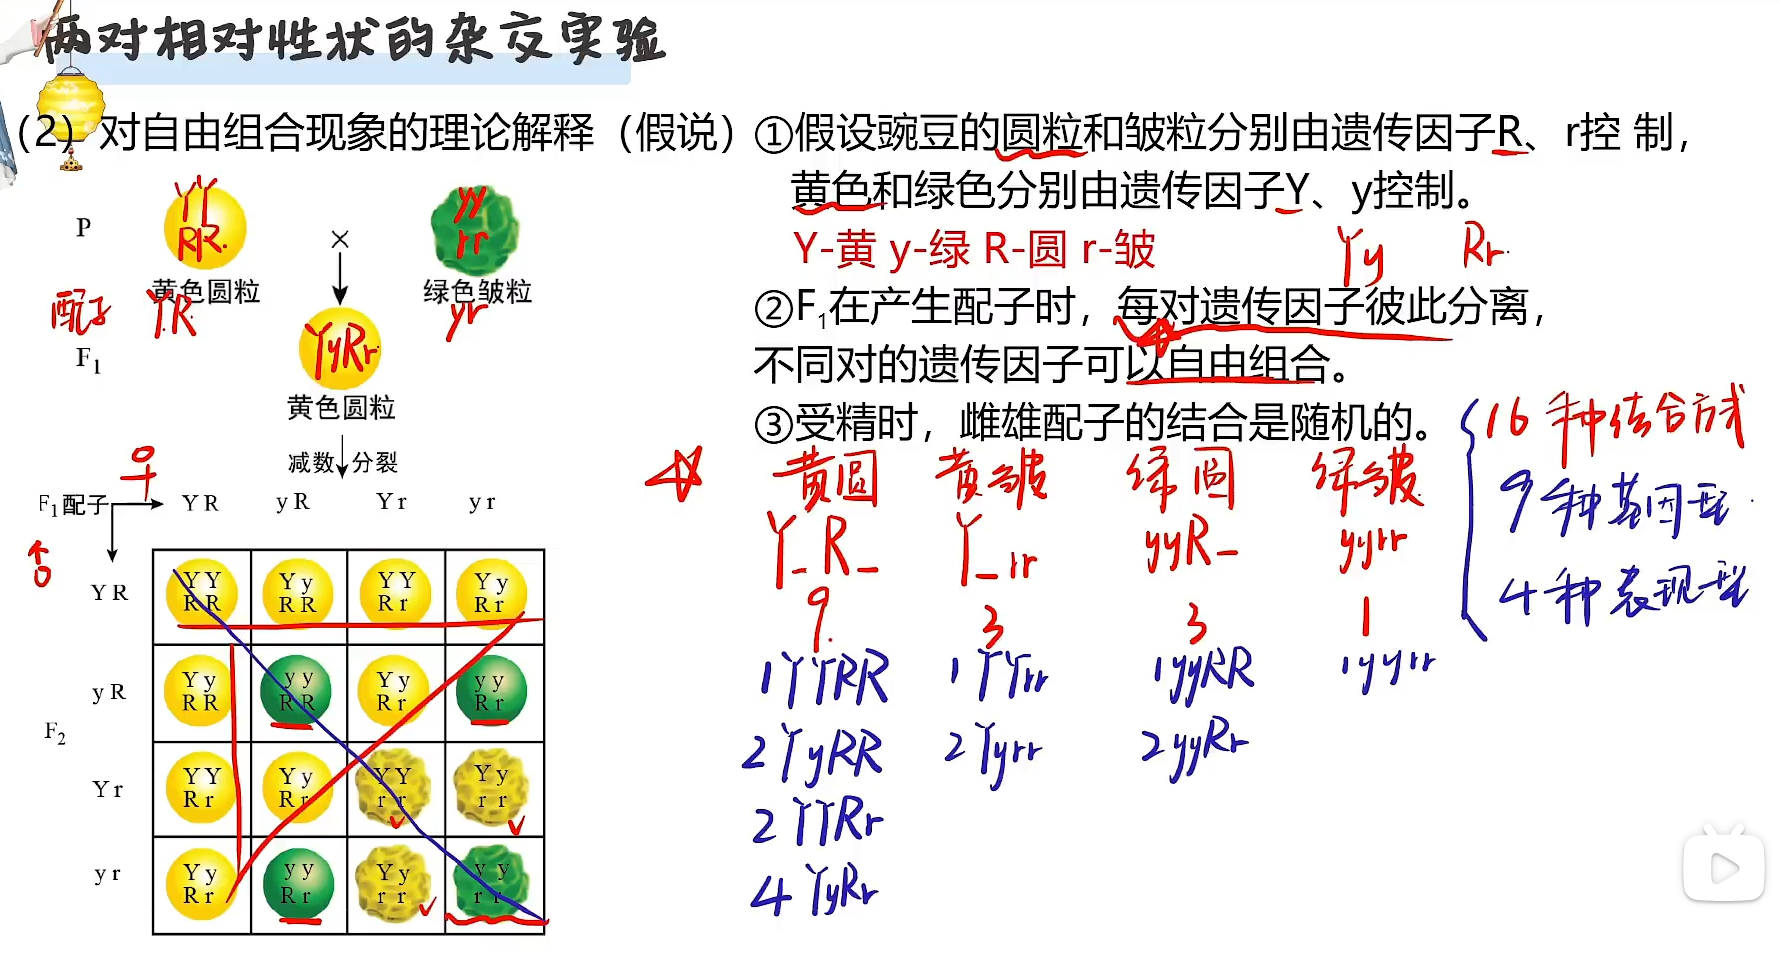 两对相对性状的杂交实验
（2）对自由组合现象的理论解释（假说）
①假设豌豆的圆粒和皱粒分别由遗传因子R、r控 制，
黄色和绿色分别由遗传因子Y、y控制。
Y-黄 y-绿 R-圆 r-皱
Yy Rr
②F₁在产生配子时，每对遗传因子彼此分离，
不同对的遗传因子可以自由组合。
③受精时，雌雄配子的结合是随机的。
P
YY
RR
×
yy
rr
黄色圆粒
绿色皱粒
配子 YR yr
F₁
YyRr
黄色圆粒
减数 分裂
♀
F₁配子 YR yR Yr yr
♂
YR
YY RR
Yy RR
YY Rr
Yy Rr
yR
Yy RR
yy RR
Yy Rr
yy Rr
F₂
Yr
YY Rr
Yy Rr
YY rr
Yy rr
yr
Yy Rr
yy Rr
Yy rr
yy rr
黄圆 黄皱 绿圆 绿皱
Y_R_ Y_rr yyR_ yyrr
9 3 3 1
1YYRR 1YYrr 1yyRR 1yyrr
2YyRR 2Yyrr 2yyRr
2YYRr
4YyRr
16种结合方式
9种基因型
4种表现型